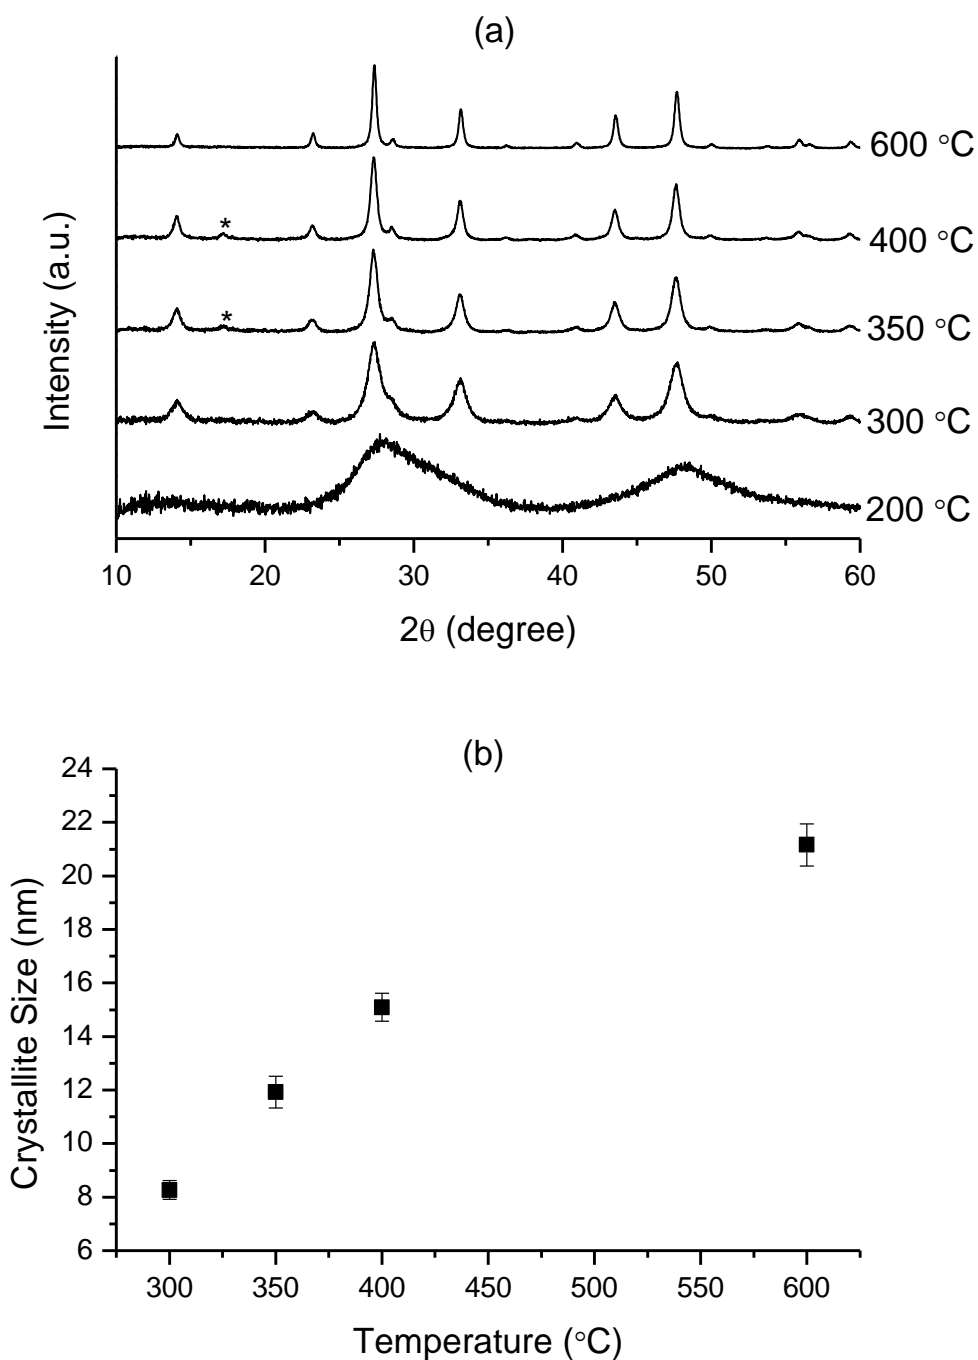 (a)
600 °C
*
400 °C
*
350 °C
300 °C
200 °C
Intensity (a.u.)
10 20 30 40 50 60
2θ (degree)
(b)
24
22
20
18
16
14
12
10
8
6
Crystallite Size (nm)
300 350 400 450 500 550 600
Temperature (°C)